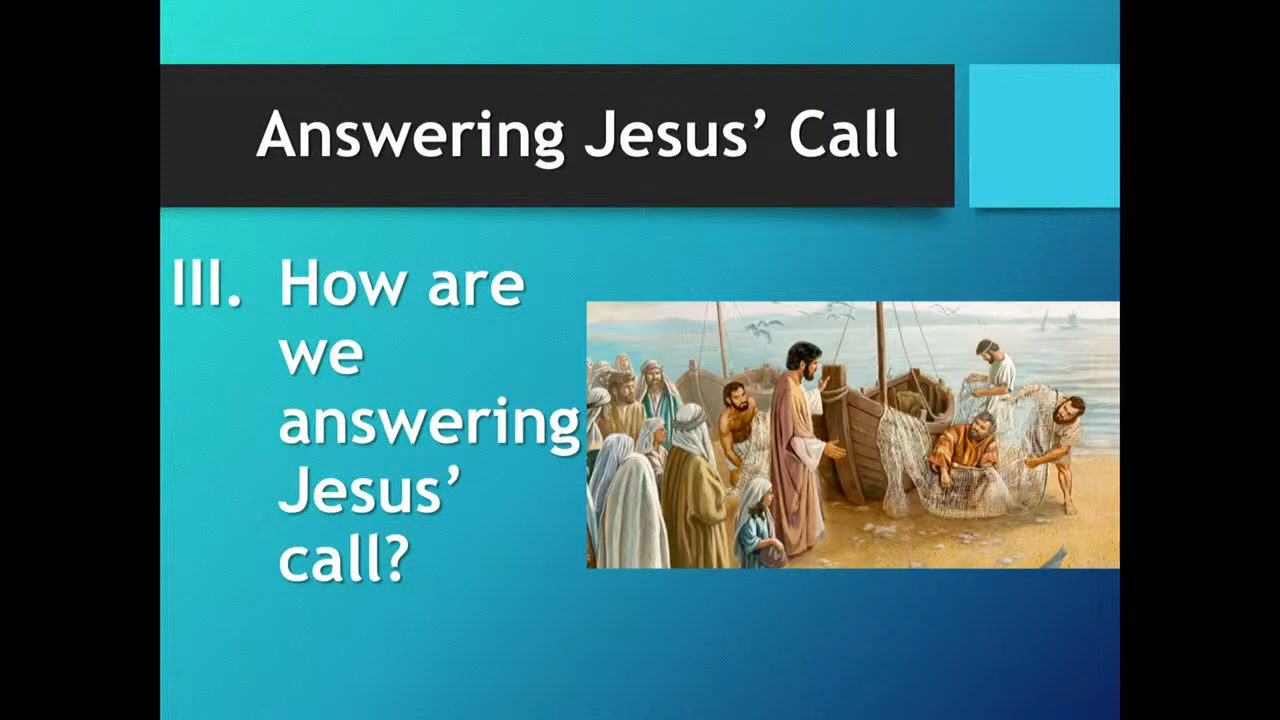 Answering Jesus’ Call
III. How are
we
answering
Jesus’
call?